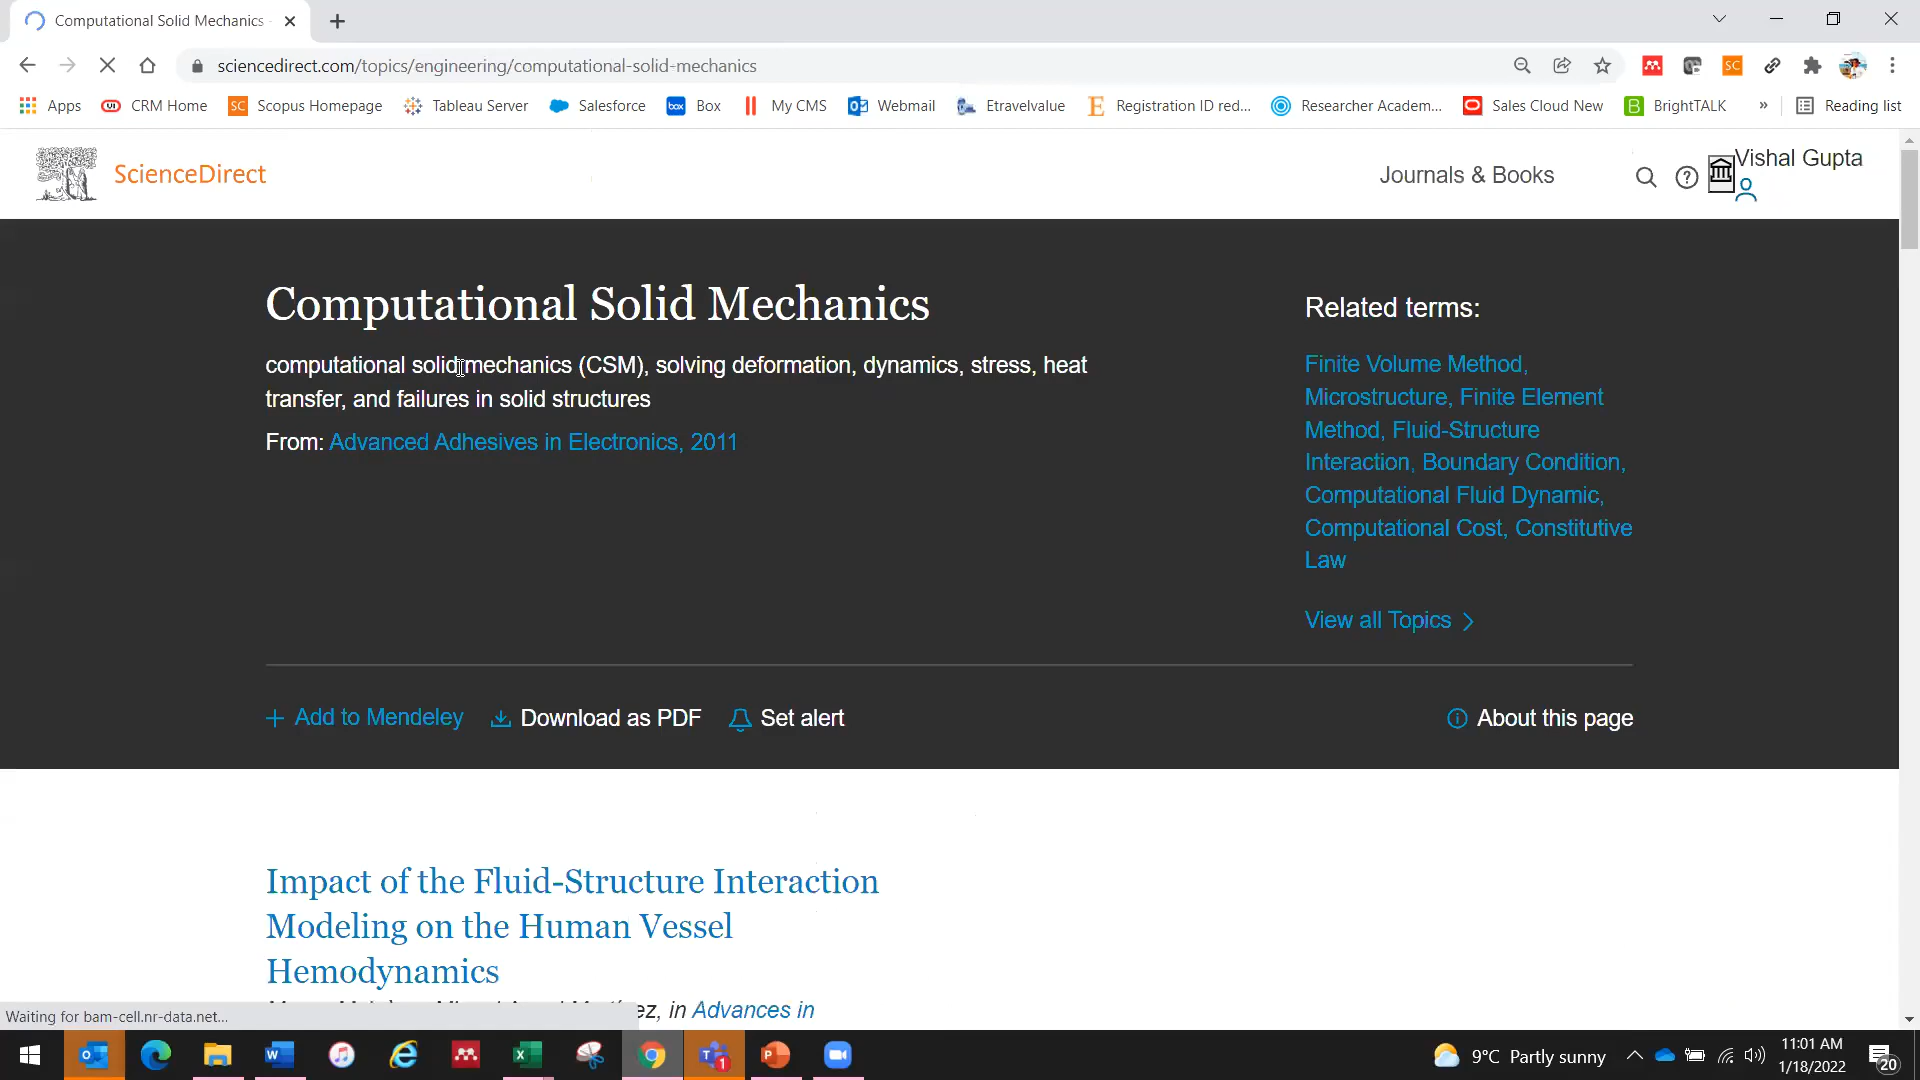 Computational Solid Mechanics -
sciencedirect.com/topics/engineering/computational-solid-mechanics
Apps CRM Home Scopus Homepage Tableau Server Salesforce Box My CMS Webmail Etravelvalue Registration ID red... Researcher Academ... Sales Cloud New BrightTALK » Reading list
ScienceDirect
Journals & Books
Vishal Gupta
Computational Solid Mechanics
computational solid mechanics (CSM), solving deformation, dynamics, stress, heat
transfer, and failures in solid structures
From: Advanced Adhesives in Electronics, 2011
Related terms:
Finite Volume Method,
Microstructure, Finite Element
Method, Fluid-Structure
Interaction, Boundary Condition,
Computational Fluid Dynamic,
Computational Cost, Constitutive
Law
View all Topics
Add to Mendeley Download as PDF Set alert
About this page
Impact of the Fluid-Structure Interaction
Modeling on the Human Vessel
Hemodynamics
ez, in Advances in
Waiting for bam-cell.nr-data.net...
9°C Partly sunny
11:01 AM
1/18/2022
20